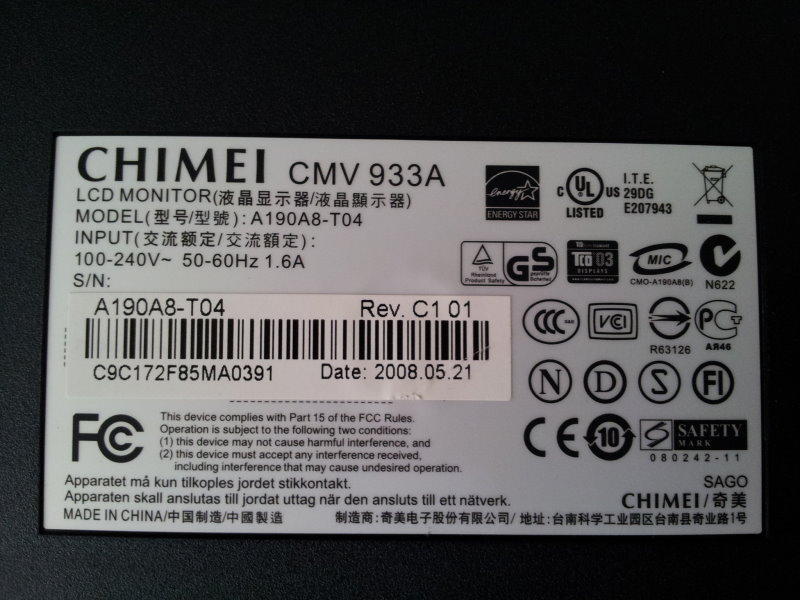 CHIMEI CMV 933A
LCD MONITOR(液晶显示器/液晶顯示器)
MODEL(型号/型號): A190A8-T04
INPUT(交流额定/交流額定):
100-240V~ 50-60Hz 1.6A
S/N:
energy
ENERGY STAR
C UL US
LISTED
I.T.E.
29DG
E207943
TÜV
Rheinland
Product Safety
GS
geprüfte
Sicherheit
TCO 03
DISPLAYS
MIC
CMO-A190A8(B)
N622
A190A8-T04 Rev. C1 01
C9C172F85MA0391 Date: 2008.05.21
CCC
VCI
R63126
PG
АЯ46
N D S FI
FC
This device complies with Part 15 of the FCC Rules.
Operation is subject to the following two conditions:
(1) this device may not cause harmful interference, and
(2) this device must accept any interference received,
including interference that may cause undesired operation.
CE
10
S
SAFETY
MARK
080242-11
Apparatet må kun tilkoples jordet stikkontakt.
Apparaten skall anslutas till jordat uttag när den ansluts till ett nätverk.
SAGO
CHIMEI/奇美
MADE IN CHINA/中国制造/中國製造 制造商:奇美电子股份有限公司/ 地址:台南科学工业园区台南县奇业路1号